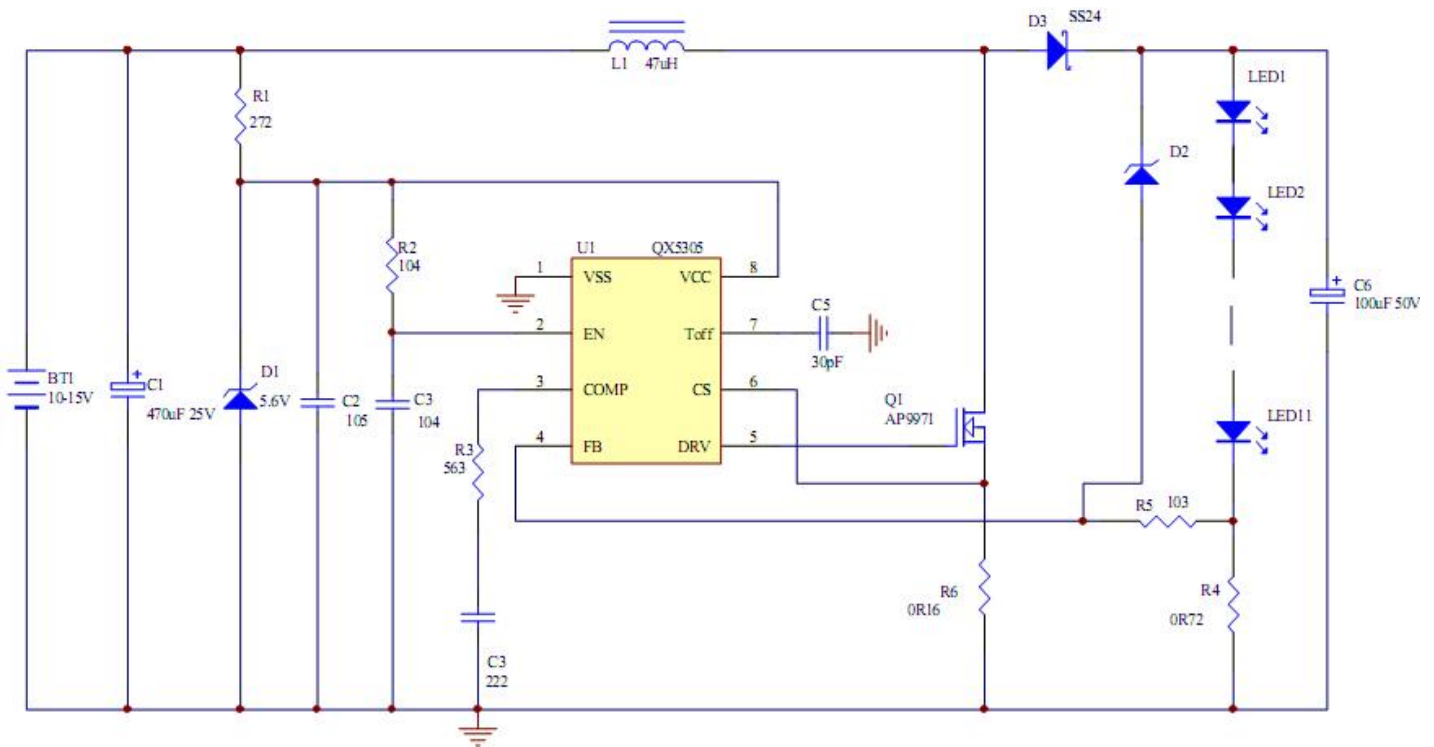 D3
SS24
L1 47uH
LED1
R1
272
D2
LED2
R2
104
U1
QX5305
1
VSS
VCC
8
C5
C6
100uF 50V
2
EN
Toff
7
30pF
BT1
10-15V
C1
470uF 25V
D1
5.6V
C2
105
C3
104
3
COMP
CS
6
Q1
AP9971
LED11
R3
563
4
FB
DRV
5
R5 103
R6
0R16
R4
0R72
C3
222